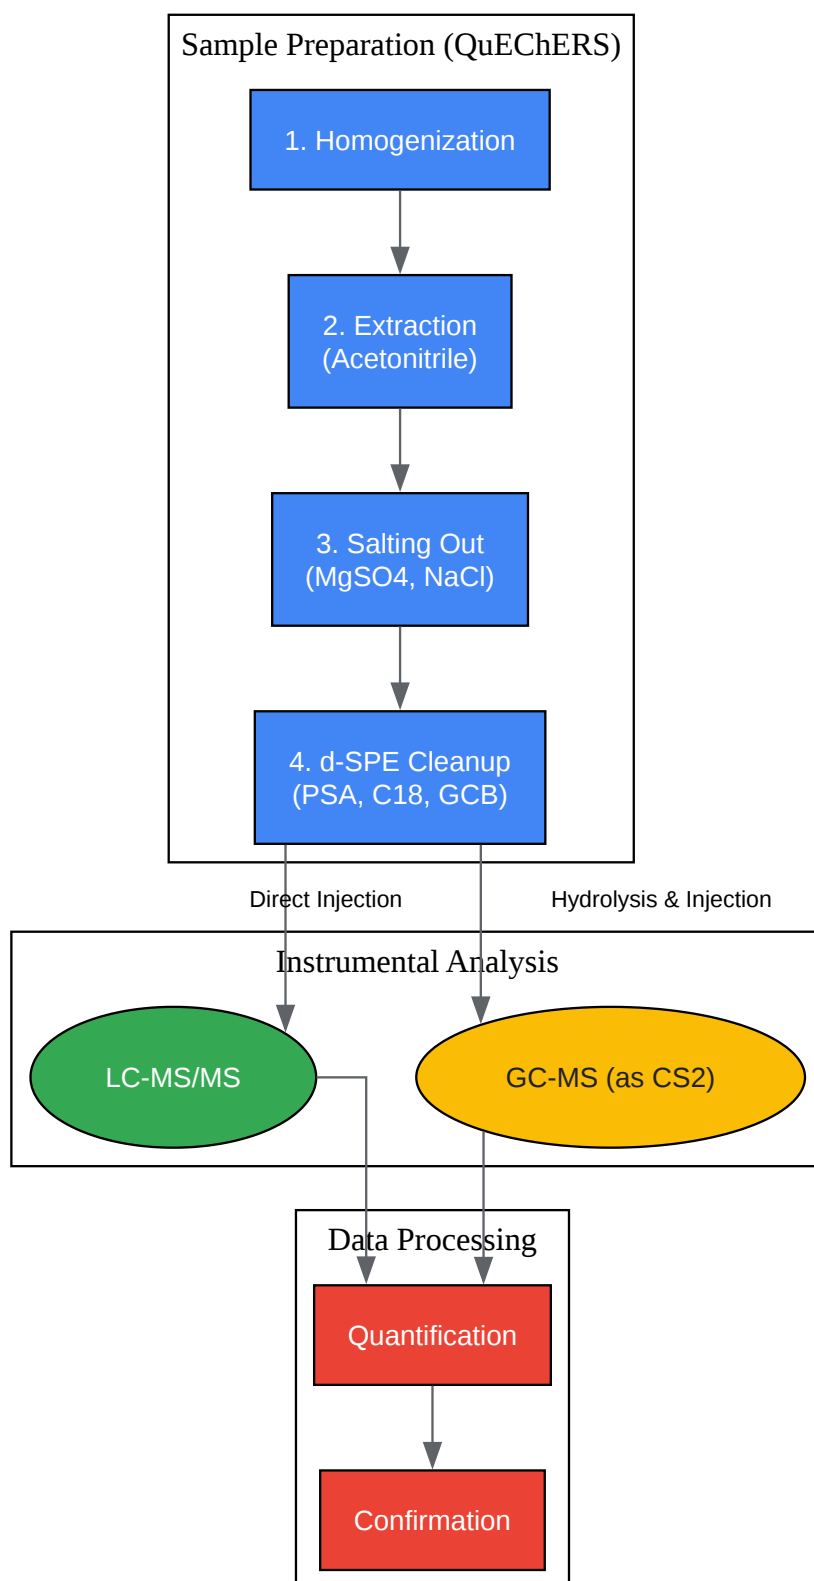 Sample Preparation (QuEChERS)
1. Homogenization
2. Extraction
(Acetonitrile)
3. Salting Out
(MgSO4, NaCl)
4. d-SPE Cleanup
(PSA, C18, GCB)
Direct Injection
Hydrolysis & Injection
Instrumental Analysis
LC-MS/MS
GC-MS (as CS2)
Data Processing
Quantification
Confirmation